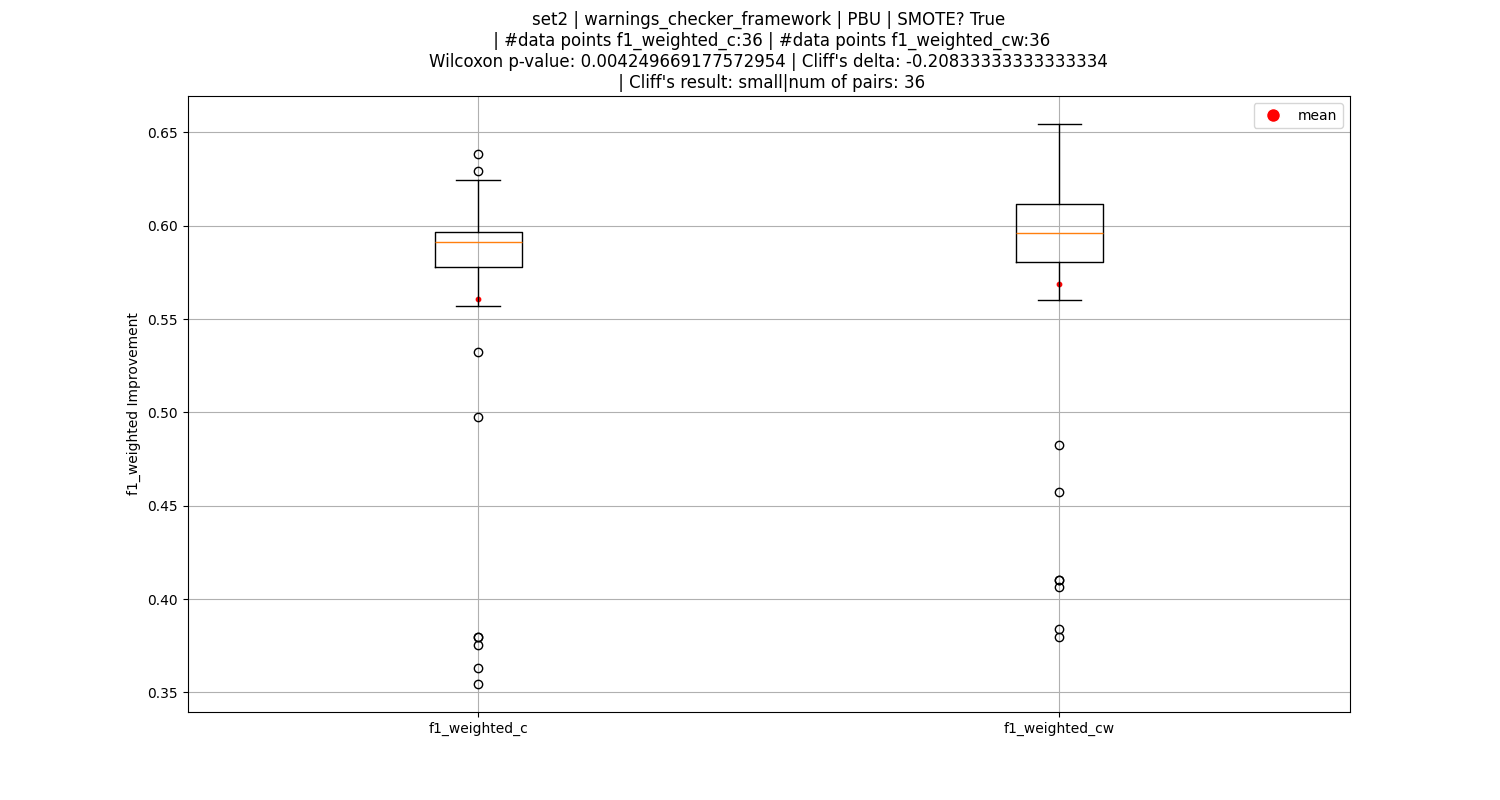 set2 | warnings_checker_framework | PBU | SMOTE? True
| #data points f1_weighted_c:36 | #data points f1_weighted_cw:36
Wilcoxon p-value: 0.004249669177572954 | Cliff's delta: -0.20833333333333334
| Cliff's result: small|num of pairs: 36
mean
0.65
0.60
0.55
0.50
0.45
0.40
0.35
f1_weighted Improvement
f1_weighted_c
f1_weighted_cw